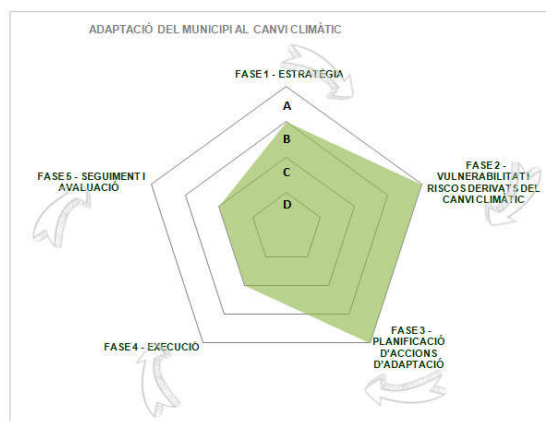 ADAPTACIÓ DEL MUNICIPI AL CANVI CLIMÀTIC
FASE 1 - ESTRATÈGIA
A
B
C
D
FASE 2 -
VULNERABILITAT I
RISCOS DERIVATS DEL
CANVI CLIMÀTIC
FASE 3 -
PLANIFICACIÓ
D'ACCIONS
D'ADAPTACIÓ
FASE 4 - EXECUCIÓ
FASE 5 - SEGUIMENT I
AVALUACIÓ